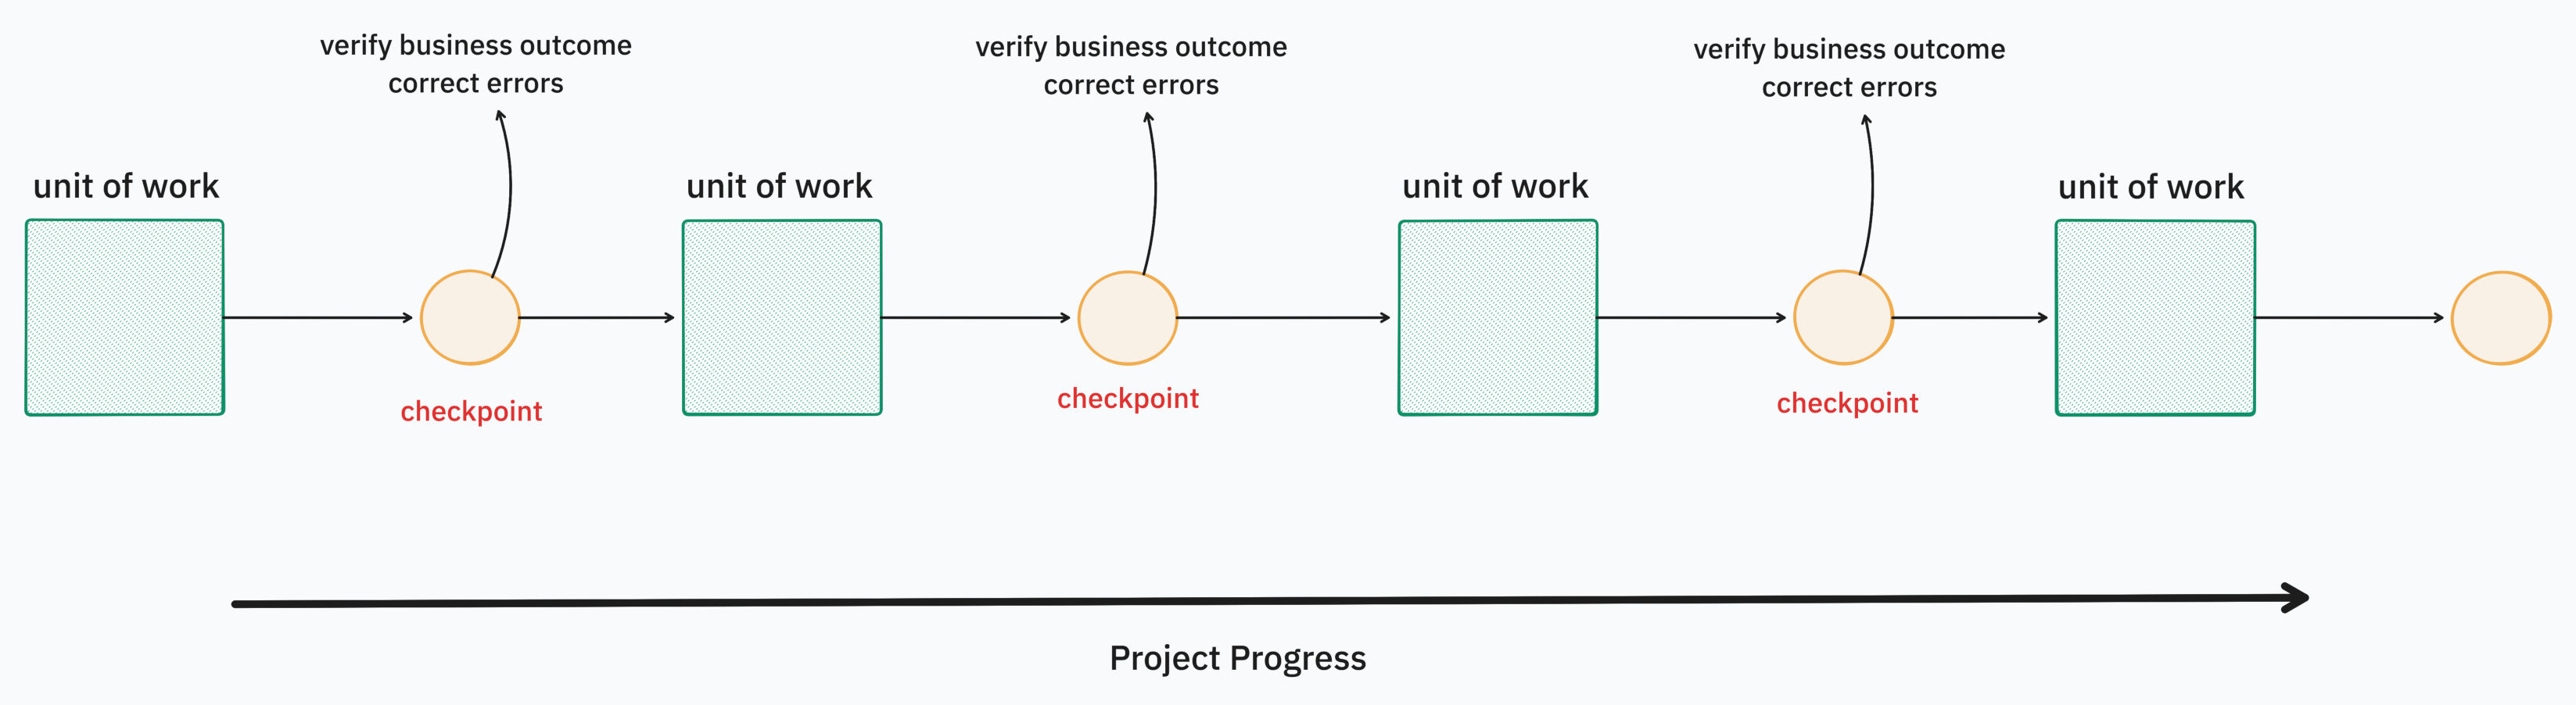 verify business outcome
correct errors
verify business outcome
correct errors
verify business outcome
correct errors
unit of work
unit of work
unit of work
unit of work
checkpoint
checkpoint
checkpoint
Project Progress